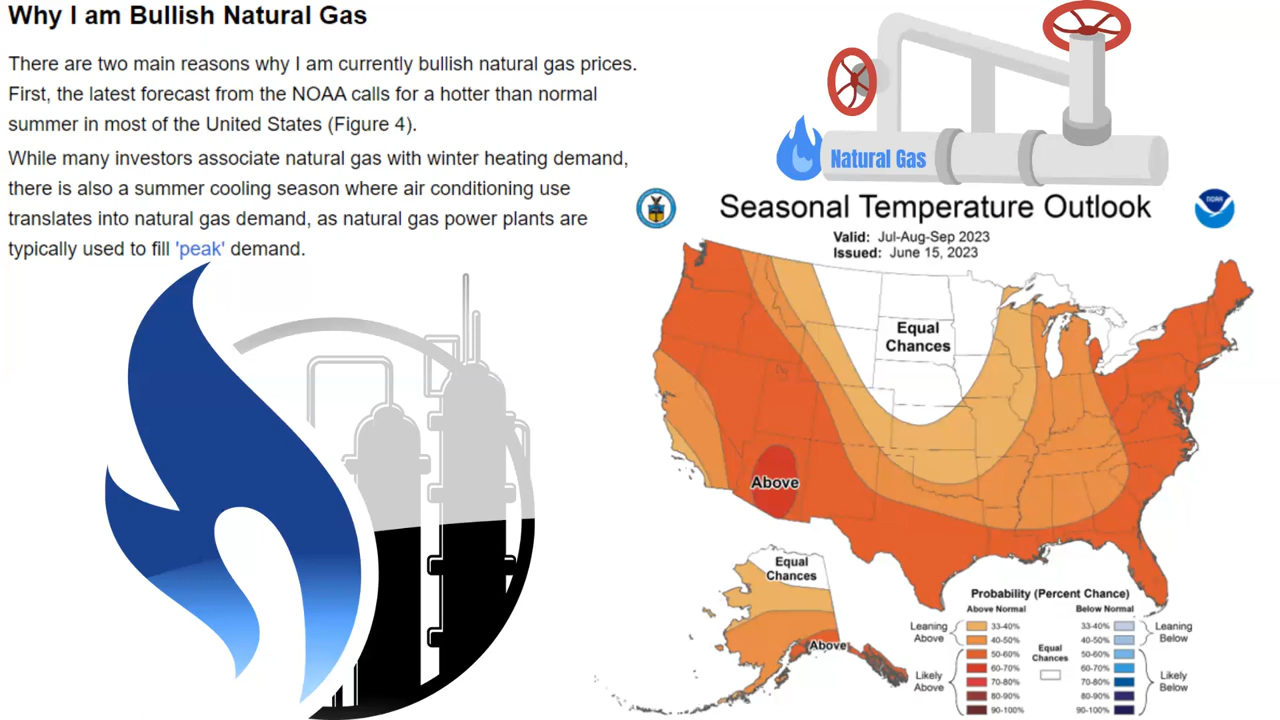 Why I am Bullish Natural Gas
There are two main reasons why I am currently bullish natural gas prices.
First, the latest forecast from the NOAA calls for a hotter than normal
summer in most of the United States (Figure 4).
While many investors associate natural gas with winter heating demand,
there is also a summer cooling season where air conditioning use
translates into natural gas demand, as natural gas power plants are
typically used to fill 'peak' demand.
Natural Gas
NOAA
Seasonal Temperature Outlook
Valid: Jul-Aug-Sep 2023
Issued: June 15, 2023
Equal
Chances
Above
Equal
Chances
Above
Probability (Percent Chance)
Above Normal
Below Normal
Leaning
Above
33-40%
40-50%
Likely
Above
50-60%
60-70%
70-80%
80-90%
90-100%
Equal
Chances
33-40%
40-50%
Leaning
Below
50-60%
60-70%
70-80%
80-90%
90-100%
Likely
Below